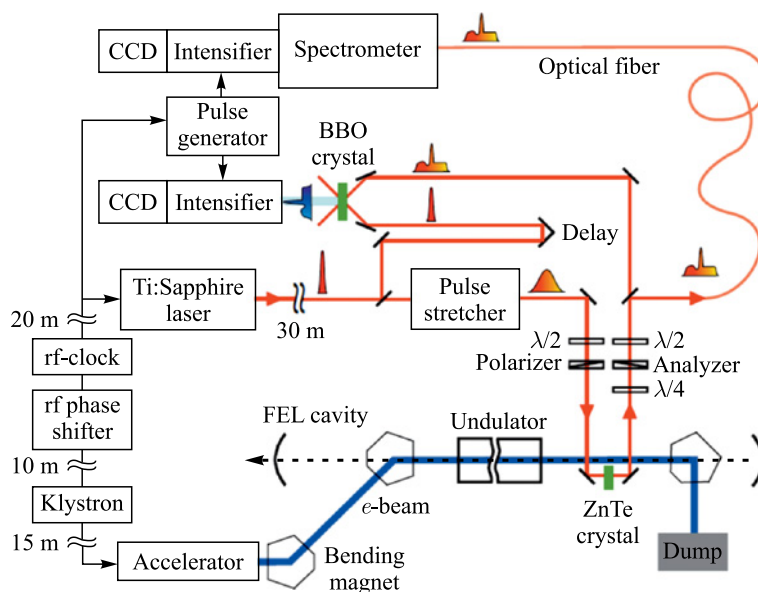 CCD
Intensifier
Spectrometer
Optical fiber
Pulse
generator
BBO
crystal
CCD
Intensifier
Delay
Ti:Sapphire
laser
30 m
Pulse
stretcher
20 m
rf-clock
λ/2
λ/2
Polarizer
Analyzer
λ/4
rf phase
shifter
FEL cavity
Undulator
10 m
Klystron
e-beam
ZnTe
crystal
15 m
Accelerator
Bending
magnet
Dump